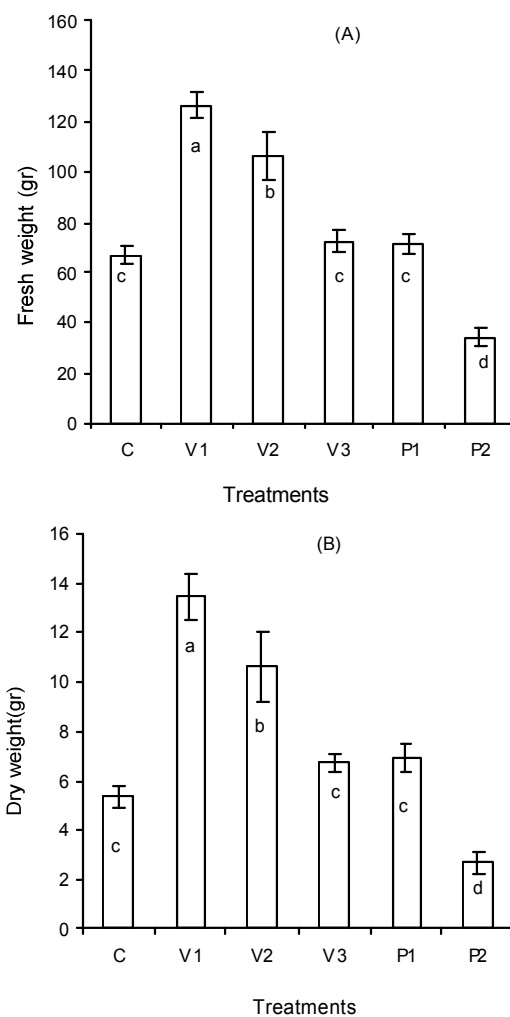 (A)
160
140
120
100
80
60
40
20
0
Fresh weight (gr)
c
a
b
c
c
d
C V1 V2 V3 P1 P2
Treatments
(B)
16
14
12
10
8
6
4
2
0
Dry weight(gr)
c
a
b
c
c
d
C V1 V2 V3 P1 P2
Treatments